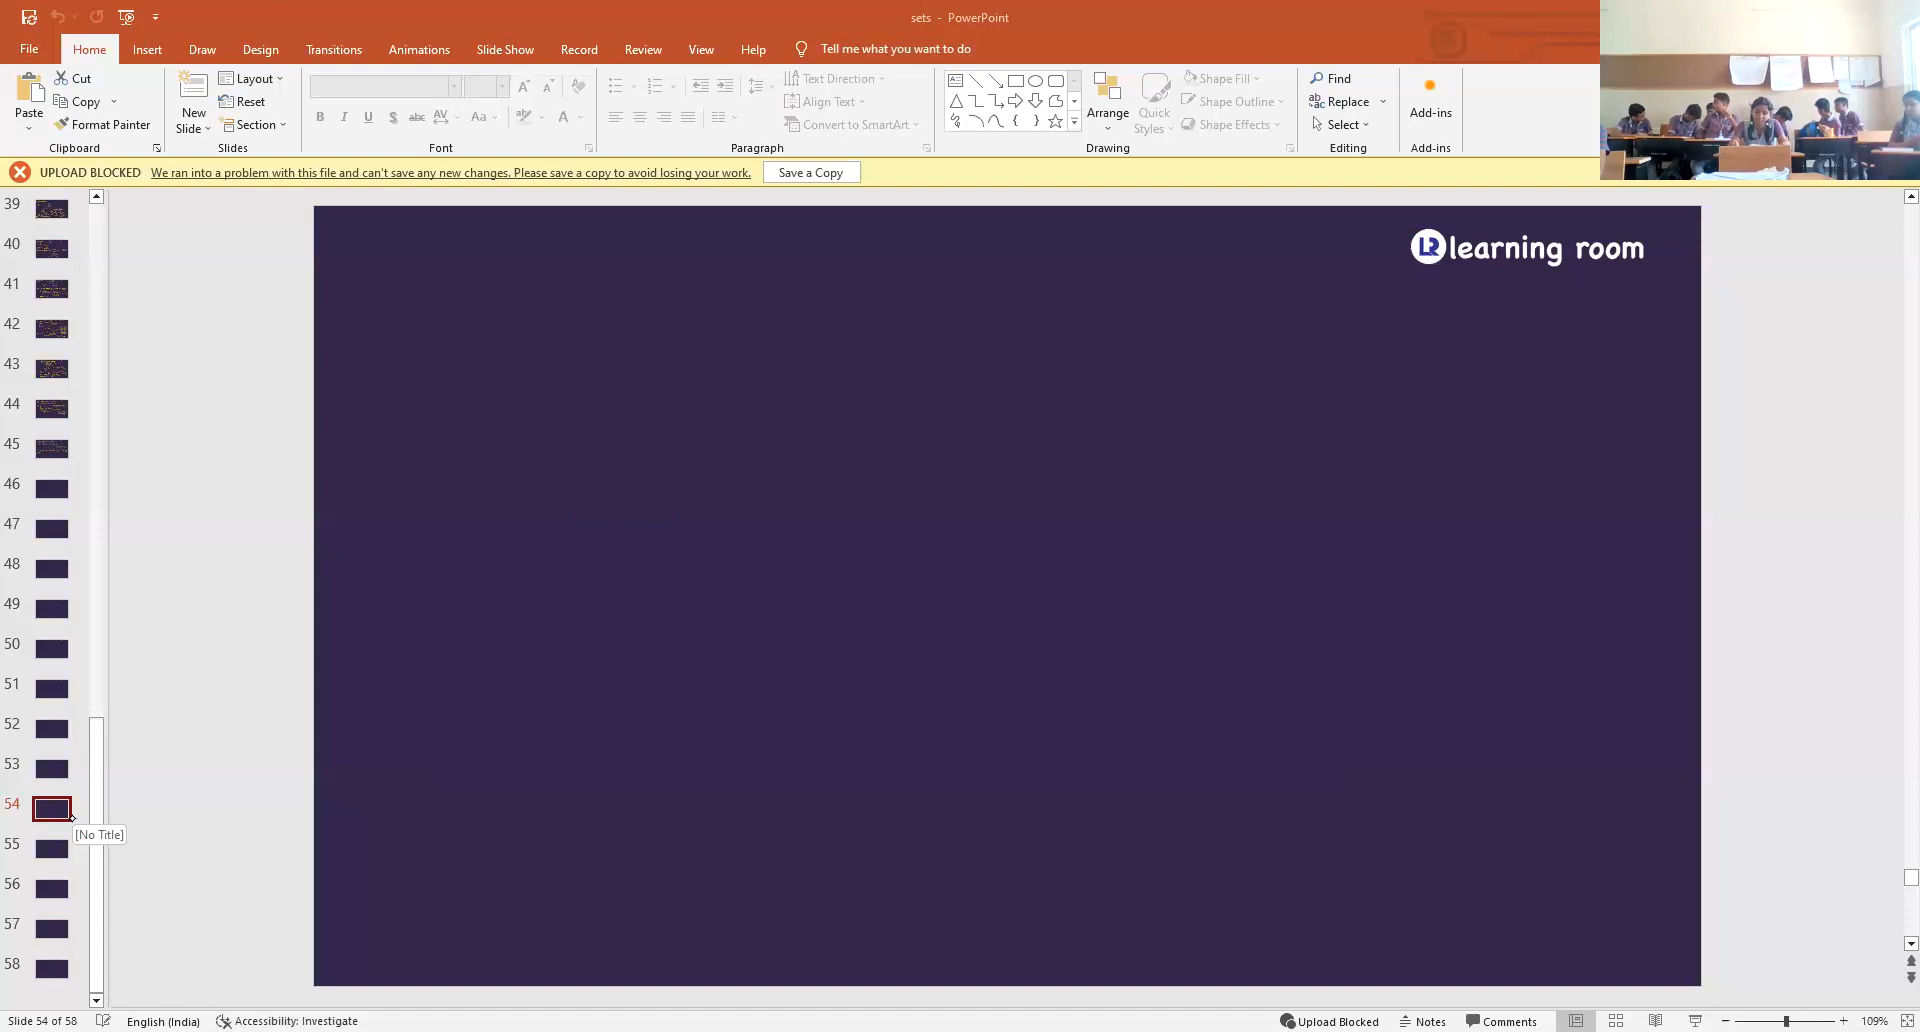 sets - PowerPoint
File Home Insert Draw Design Transitions Animations Slide Show Record Review View Help Tell me what you want to do
Paste Cut Copy Format Painter
New Slide Layout Reset Section
Text Direction
Align Text
Convert to SmartArt
Arrange Quick Styles
Shape Fill
Shape Outline
Shape Effects
Find
Replace
Select
Add-ins
Clipboard Slides Font Paragraph Drawing Editing Add-ins
UPLOAD BLOCKED We ran into a problem with this file and can't save any new changes. Please save a copy to avoid losing your work. Save a Copy
39
40
41
42
43
44
45
46
47
48
49
50
51
52
53
54
[No Title]
55
56
57
58
LR learning room
Slide 54 of 58 English (India) Accessibility: Investigate Upload Blocked Notes Comments 109%